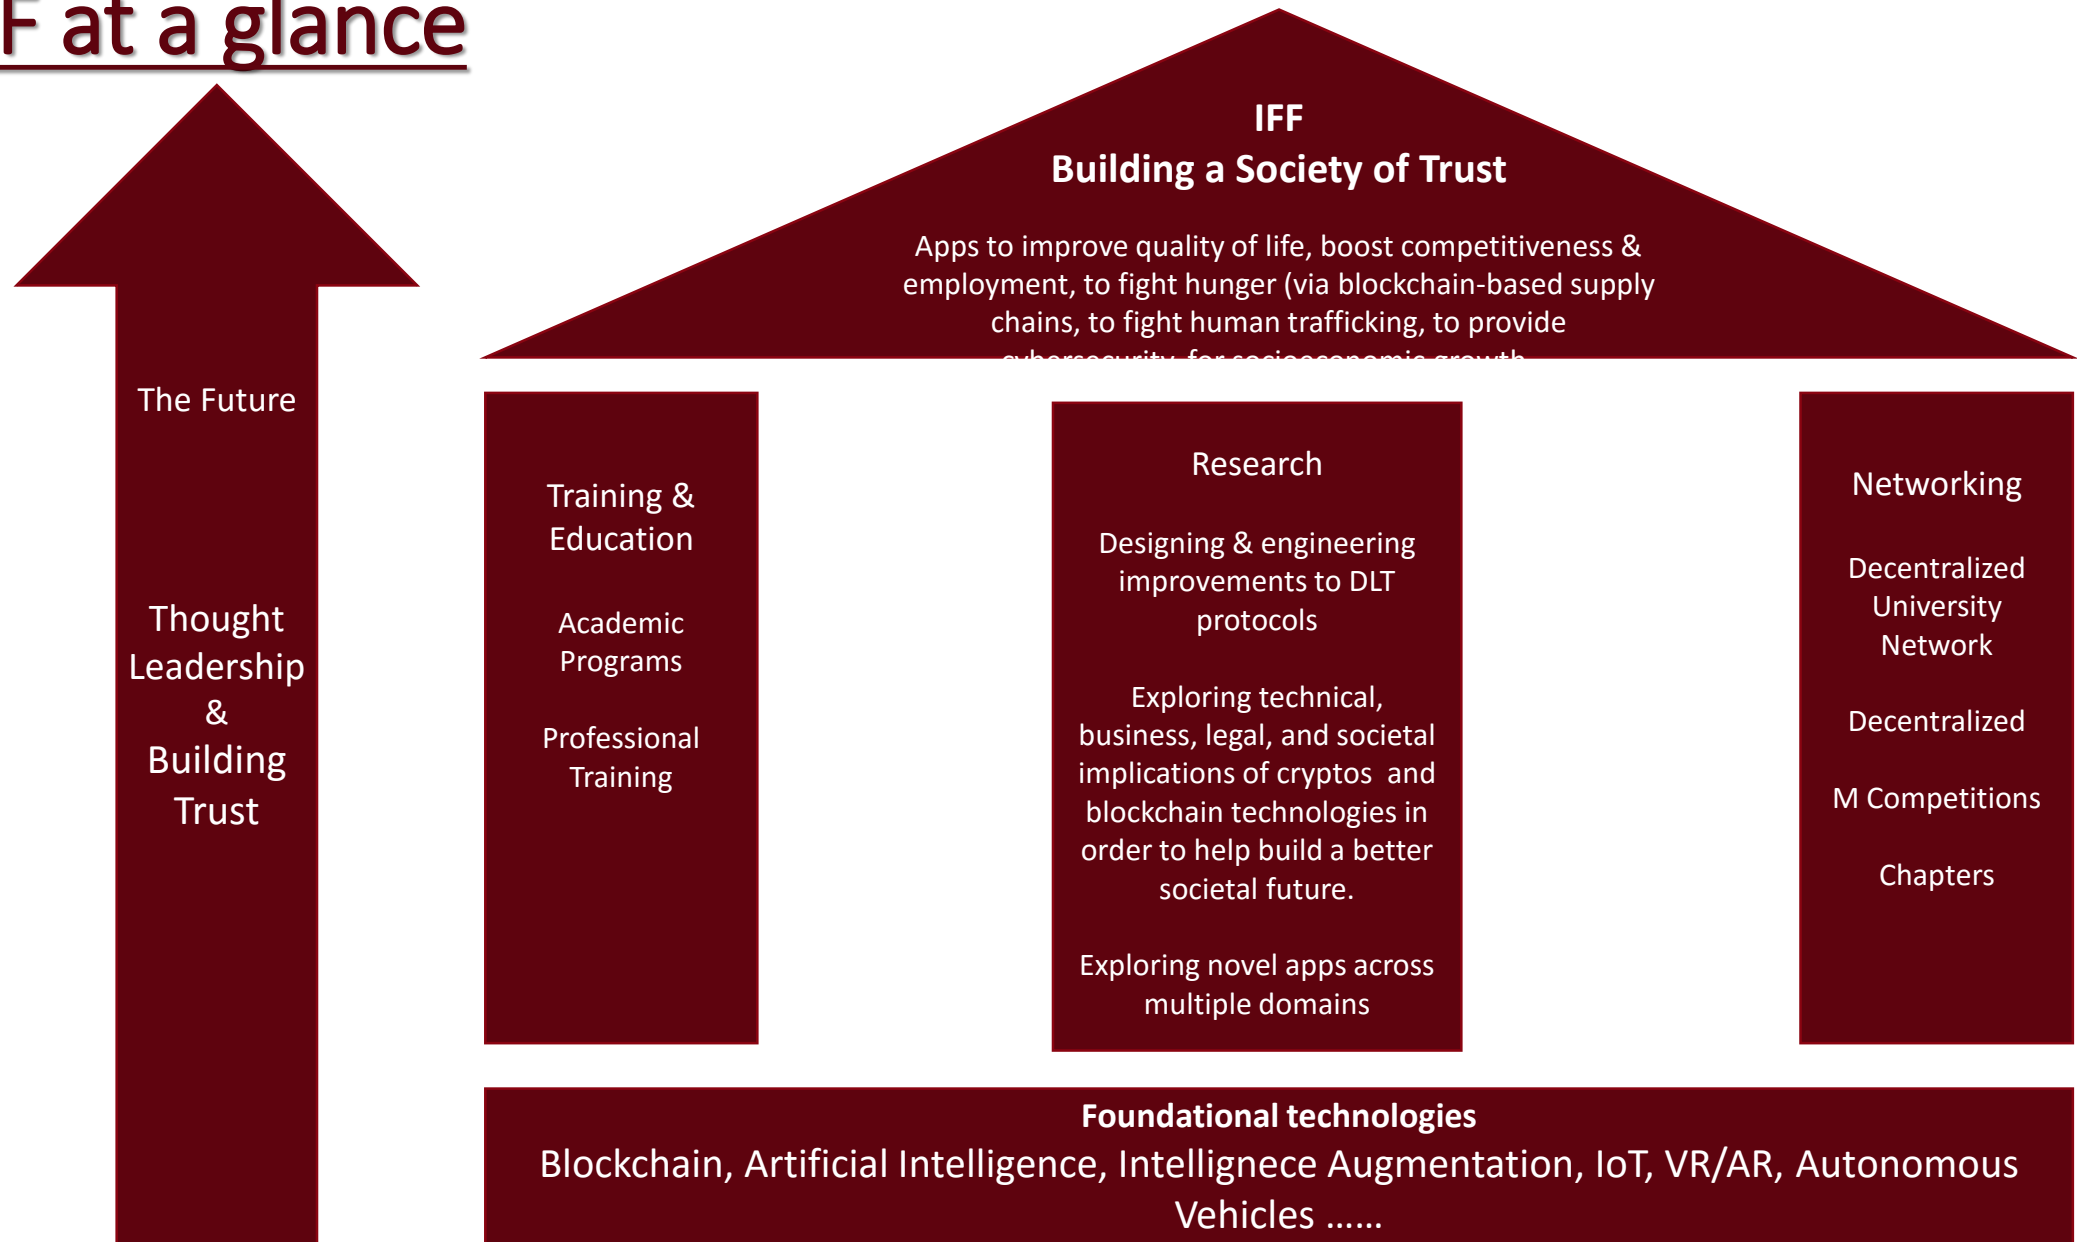 F at a glance
The Future
Thought
Leadership
&
Building
Trust
IFF
Building a Society of Trust
Apps to improve quality of life, boost competitiveness &
employment, to fight hunger (via blockchain-based supply
chains, to fight human trafficking, to provide
cybersecurity, for socioeconomic growth
Training &
Education
Academic
Programs
Professional
Training
Research
Designing & engineering
improvements to DLT
protocols
Exploring technical,
business, legal, and societal
implications of cryptos  and
blockchain technologies in
order to help build a better
societal future.
Exploring novel apps across
multiple domains
Networking
Decentralized
University
Network
Decentralized
M Competitions
Chapters
Foundational technologies
Blockchain, Artificial Intelligence, Intellignece Augmentation, IoT, VR/AR, Autonomous
Vehicles ......